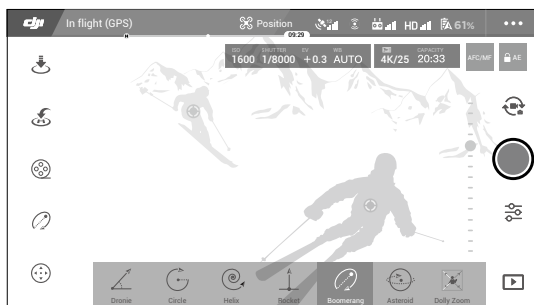 dji In flight (GPS) Position HD 61%
09:29
ISO SHUTTER EV WB CAPACITY
1600 1/8000 +0.3 AUTO 4K/25 20:33 AFC/MF AE
Dronie Circle Helix Rocket Boomerang Asteroid Dolly Zoom